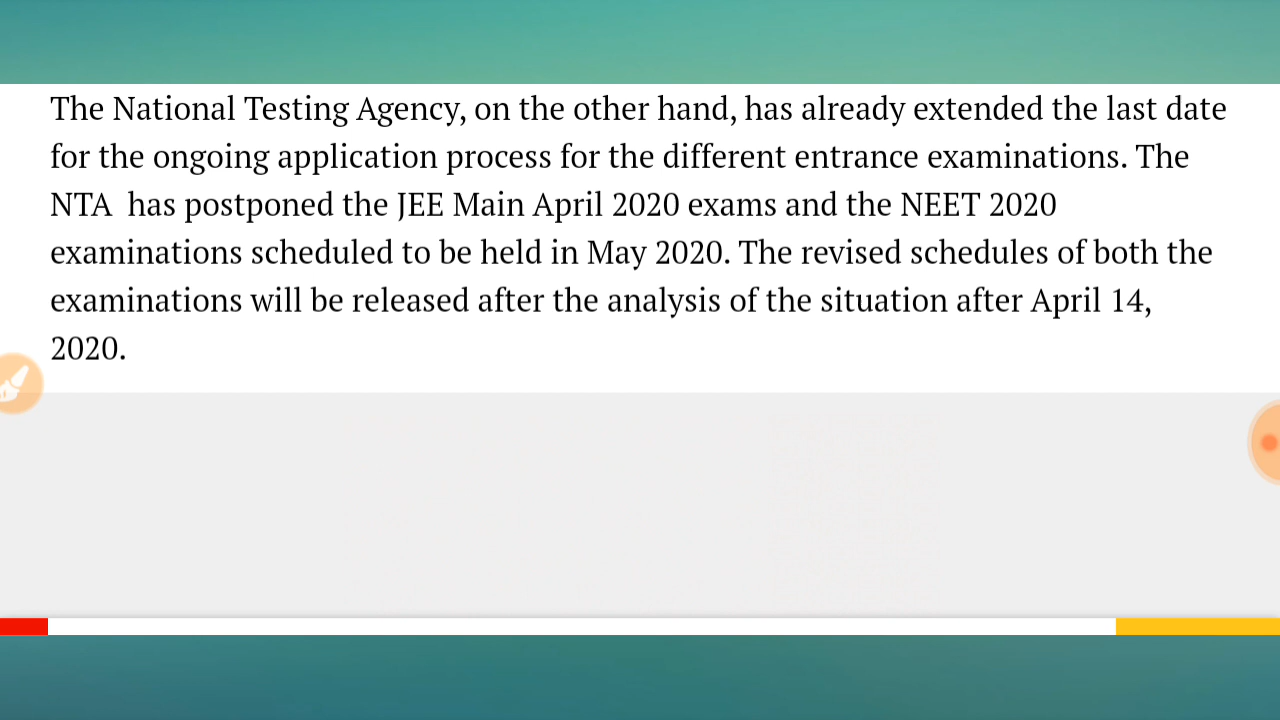 The National Testing Agency, on the other hand, has already extended the last date
for the ongoing application process for the different entrance examinations. The
NTA  has postponed the JEE Main April 2020 exams and the NEET 2020
examinations scheduled to be held in May 2020. The revised schedules of both the
examinations will be released after the analysis of the situation after April 14,
2020.